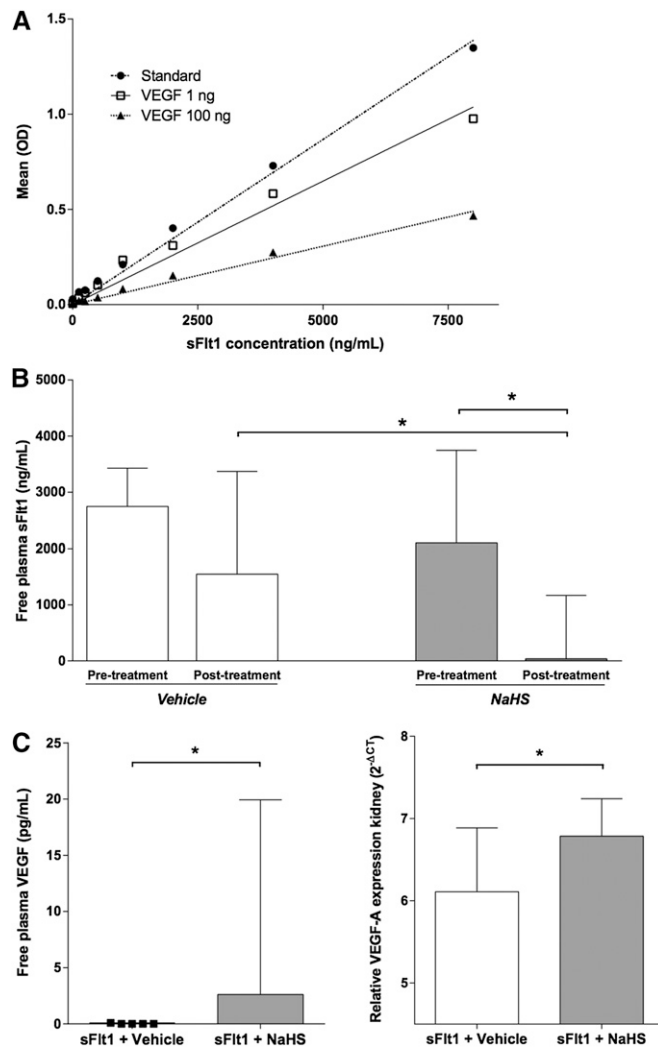 A
1.5
1.0
0.5
0.0
Mean (OD)
Standard
VEGF 1 ng
VEGF 100 ng
0
2500
5000
7500
sFlt1 concentration (ng/mL)
B
5000
4000
3000
2000
1000
0
Free plasma sFlt1 (ng/mL)
*
*
Pre-treatment
Post-treatment
Pre-treatment
Post-treatment
Vehicle
NaHS
C
25
20
15
10
5
0
Free plasma VEGF (pg/mL)
*
sFlt1 + Vehicle
sFlt1 + NaHS
8
7
6
5
Relative VEGF-A expression kidney (2-ΔCT)
*
sFlt1 + Vehicle
sFlt1 + NaHS